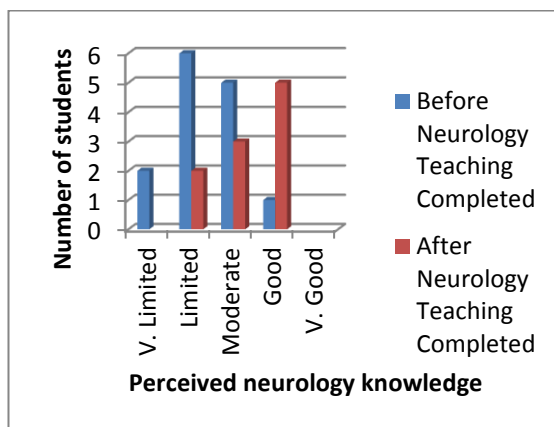 Number of students
6
5
4
3
2
1
0
V. Limited
Limited
Moderate
Good
V. Good
Perceived neurology knowledge
Before
Neurology
Teaching
Completed
After
Neurology
Teaching
Completed